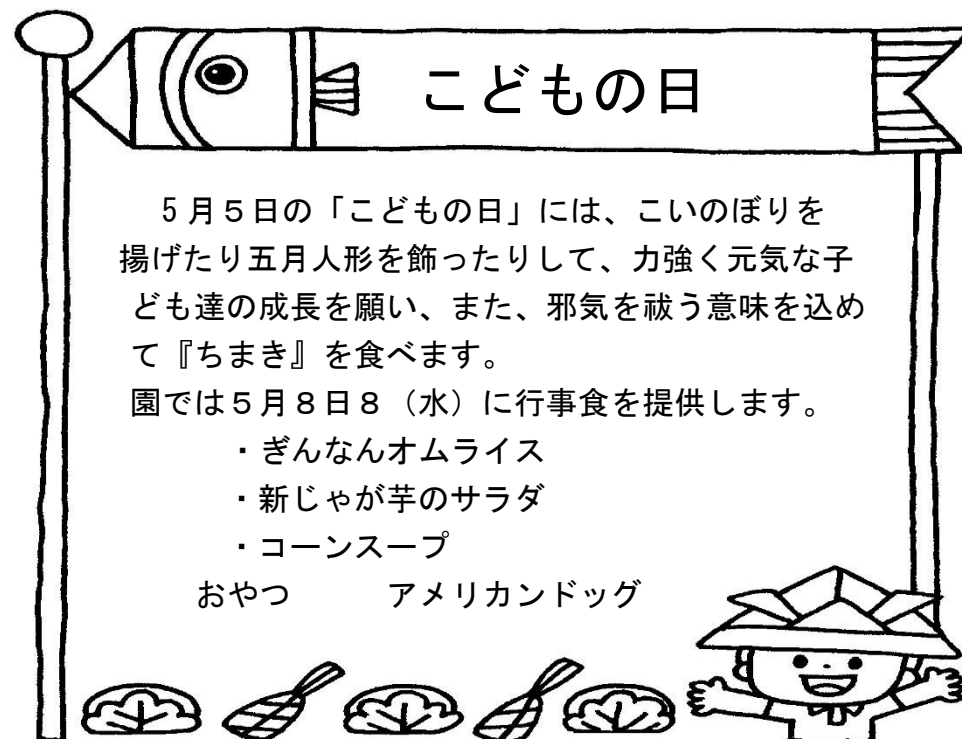 こどもの日
5月５日の「こどもの日」には、こいのぼりを
揚げたり五月人形を飾ったりして、力強く元気な子
ども達の成長を願い、また、邪気を祓う意味を込め
て『ちまき』を食べます。
園では５月８日８（水）に行事食を提供します。
・ぎんなんオムライス
・新じゃが芋のサラダ
・コーンスープ
おやつ　　　アメリカンドッグ